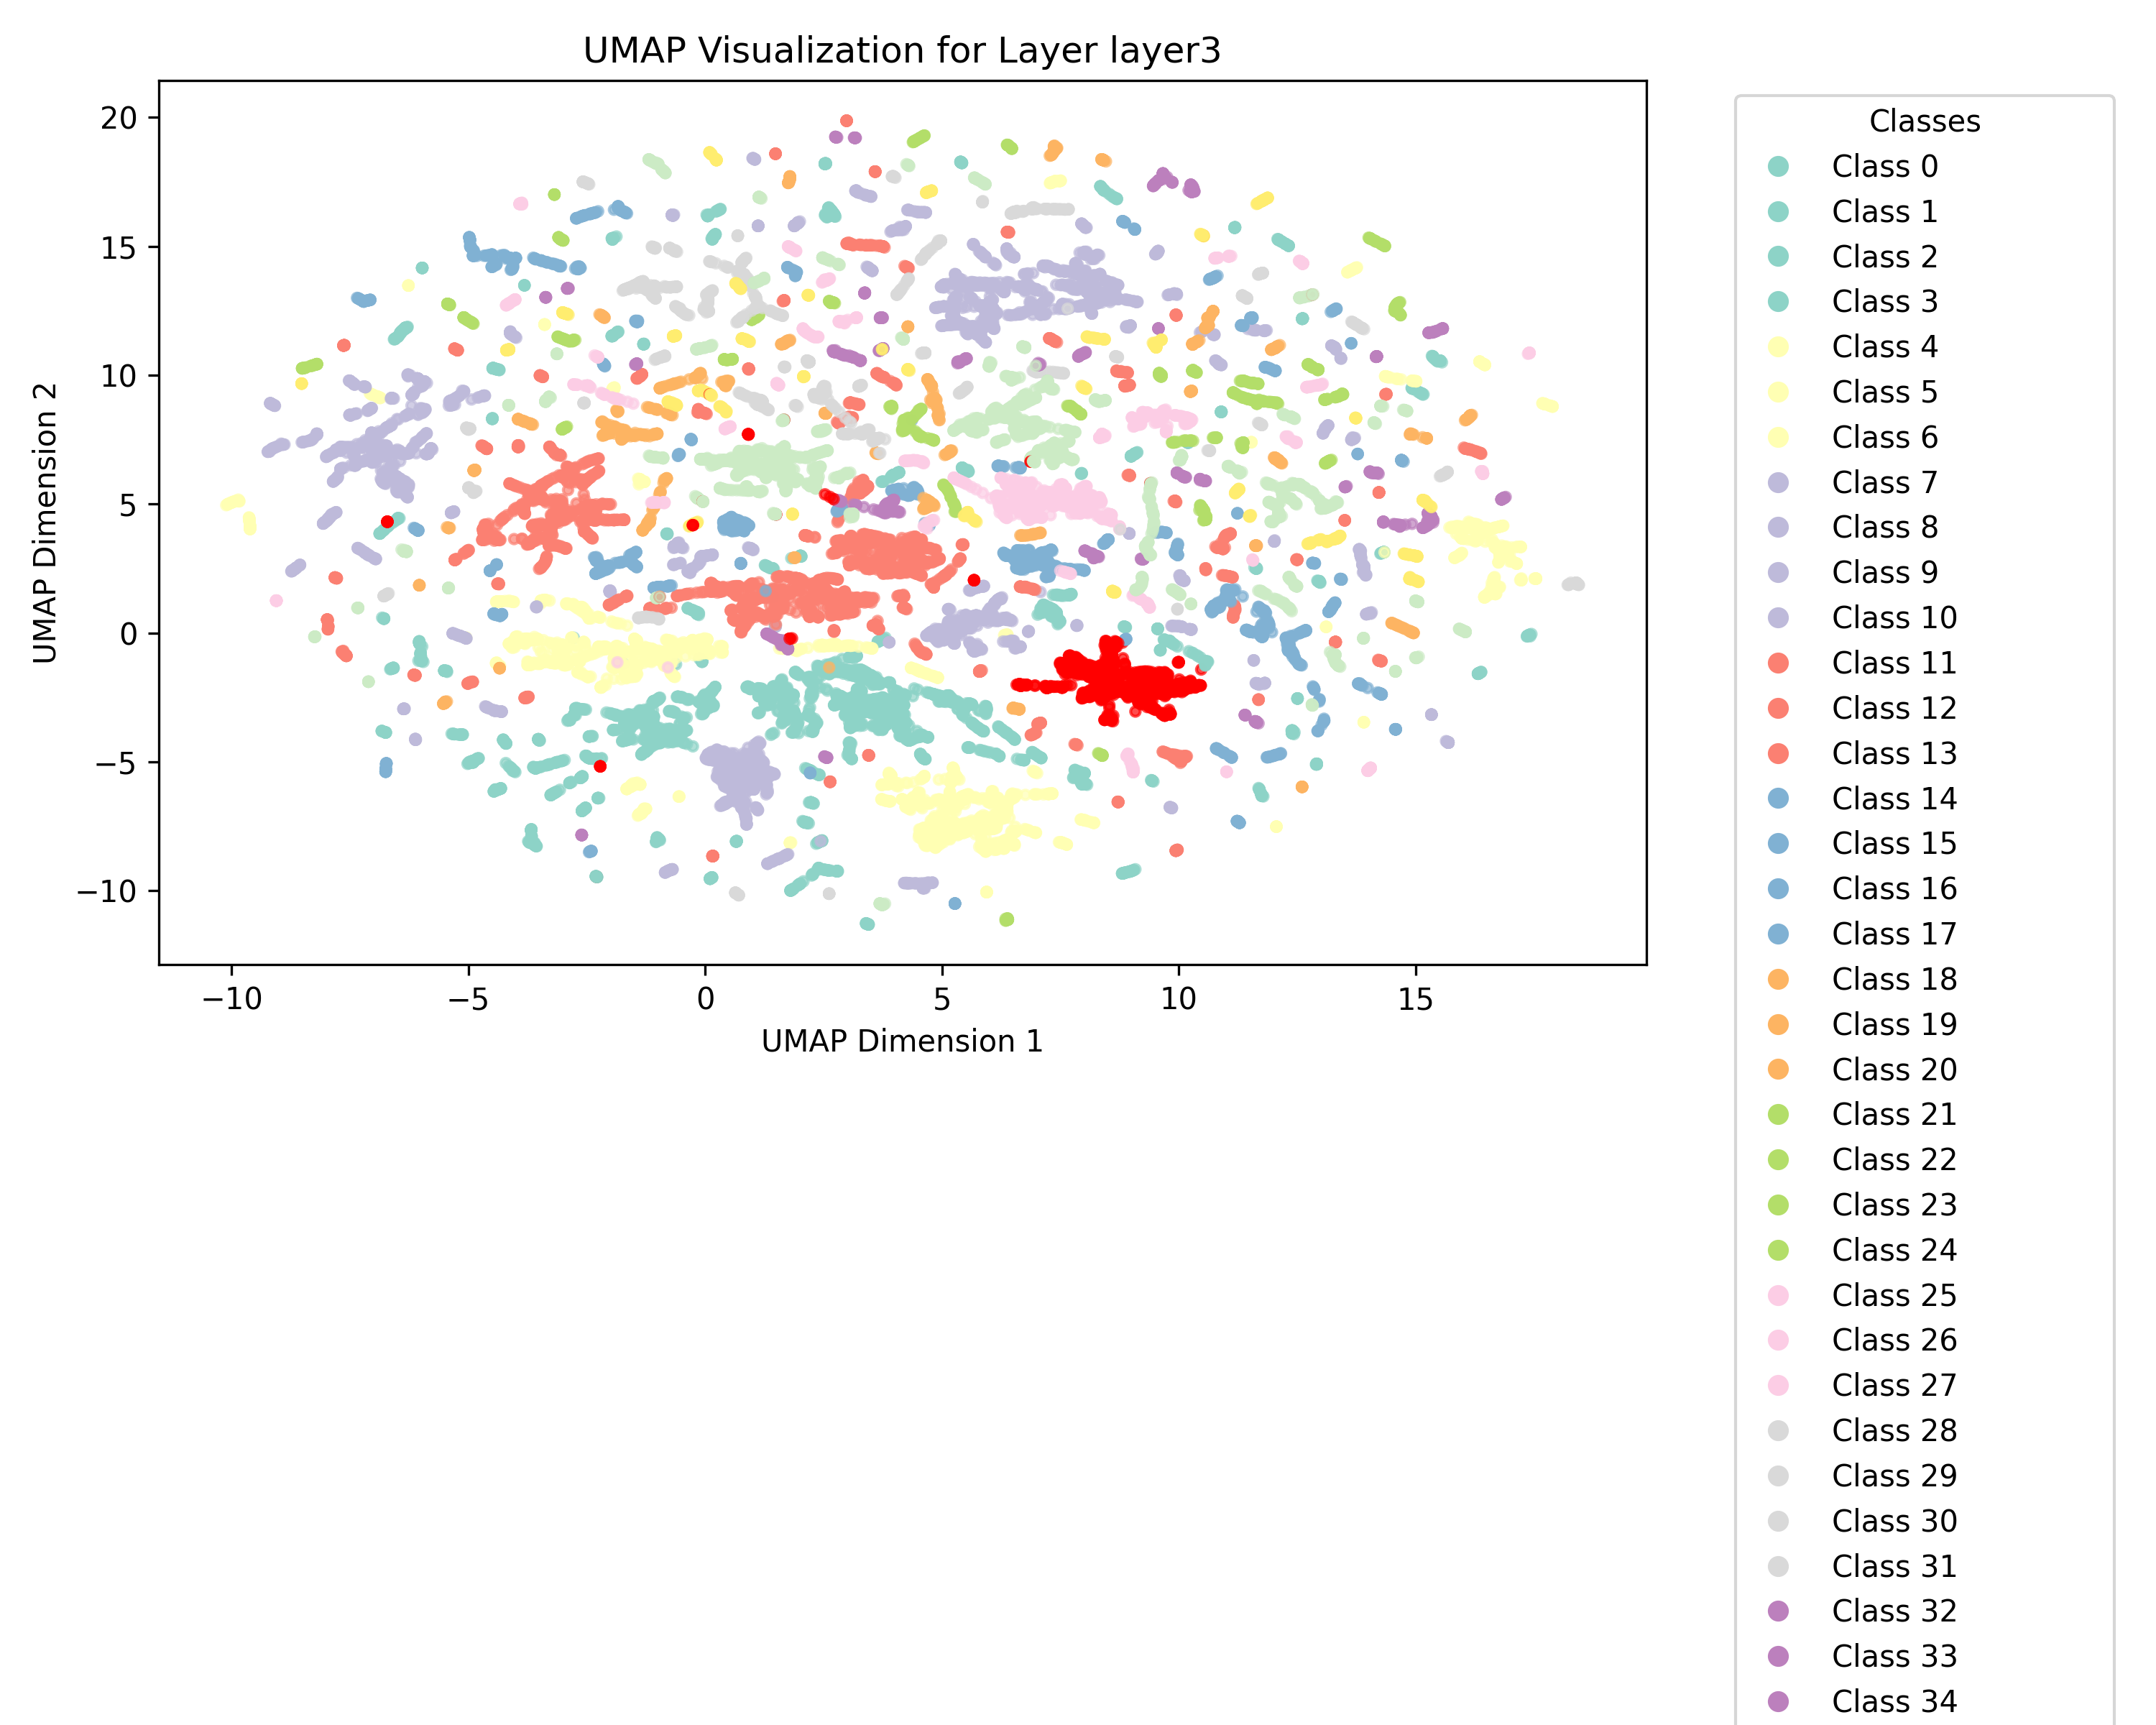 UMAP Visualization for Layer layer3
20
15
10
5
0
−5
−10
UMAP Dimension 2
−10 −5 0 5 10 15
UMAP Dimension 1
Classes
Class 0
Class 1
Class 2
Class 3
Class 4
Class 5
Class 6
Class 7
Class 8
Class 9
Class 10
Class 11
Class 12
Class 13
Class 14
Class 15
Class 16
Class 17
Class 18
Class 19
Class 20
Class 21
Class 22
Class 23
Class 24
Class 25
Class 26
Class 27
Class 28
Class 29
Class 30
Class 31
Class 32
Class 33
Class 34